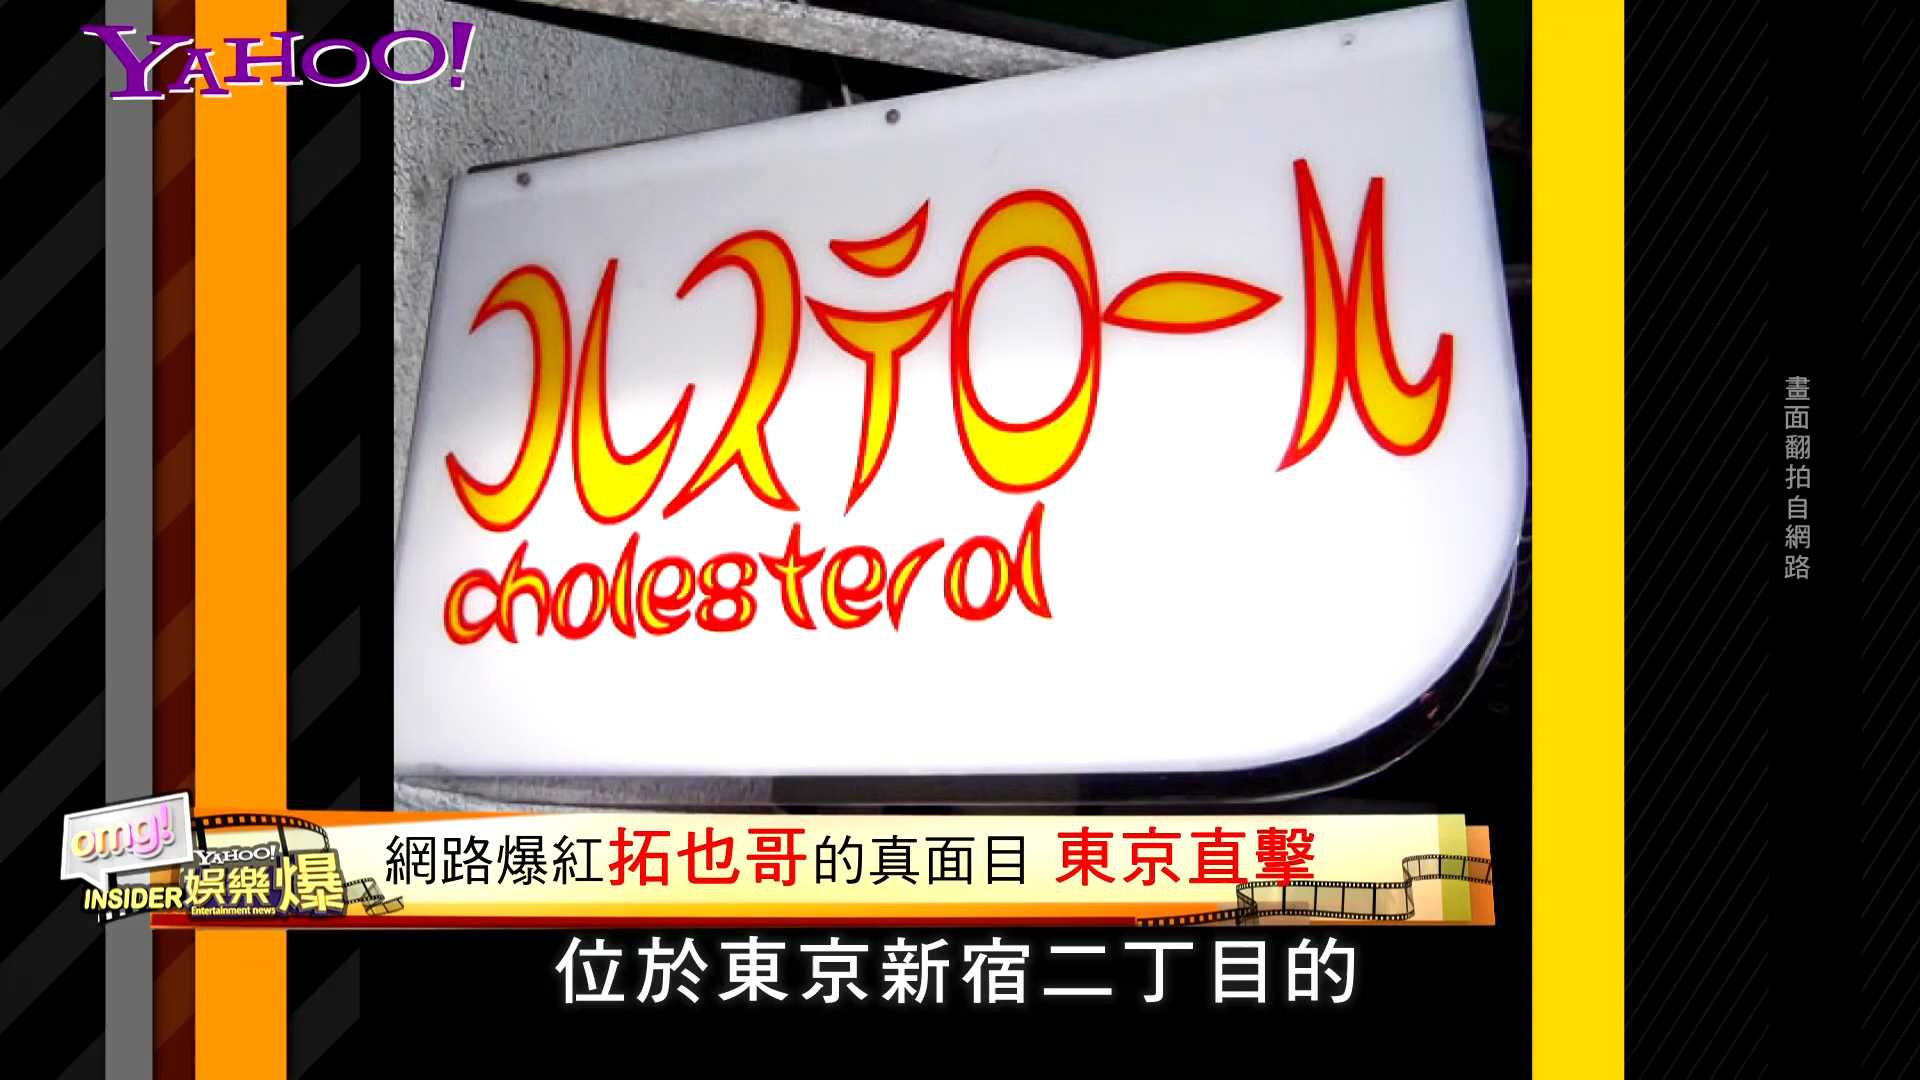 YAHOO!
コレステロール
cholesterol
畫面翻拍自網路
omg!
YAHOO!
INSIDER娛樂爆
Entertainment news
網路爆紅拓也哥的真面目 東京直擊
位於東京新宿二丁目的